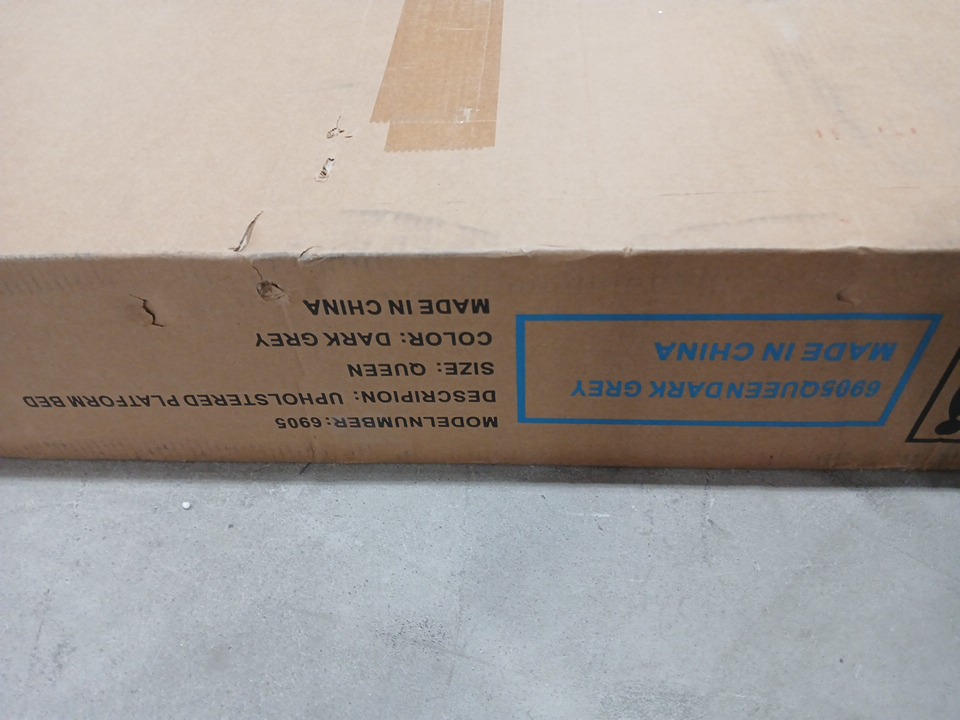 MODELNUMBER:6905
DESCRIPION: UPHOLSTERED PLATFORM BED
SIZE: QUEEN
COLOR: DARK GREY
MADE IN CHINA
6905QUEENDARK GREY
MADE IN CHINA